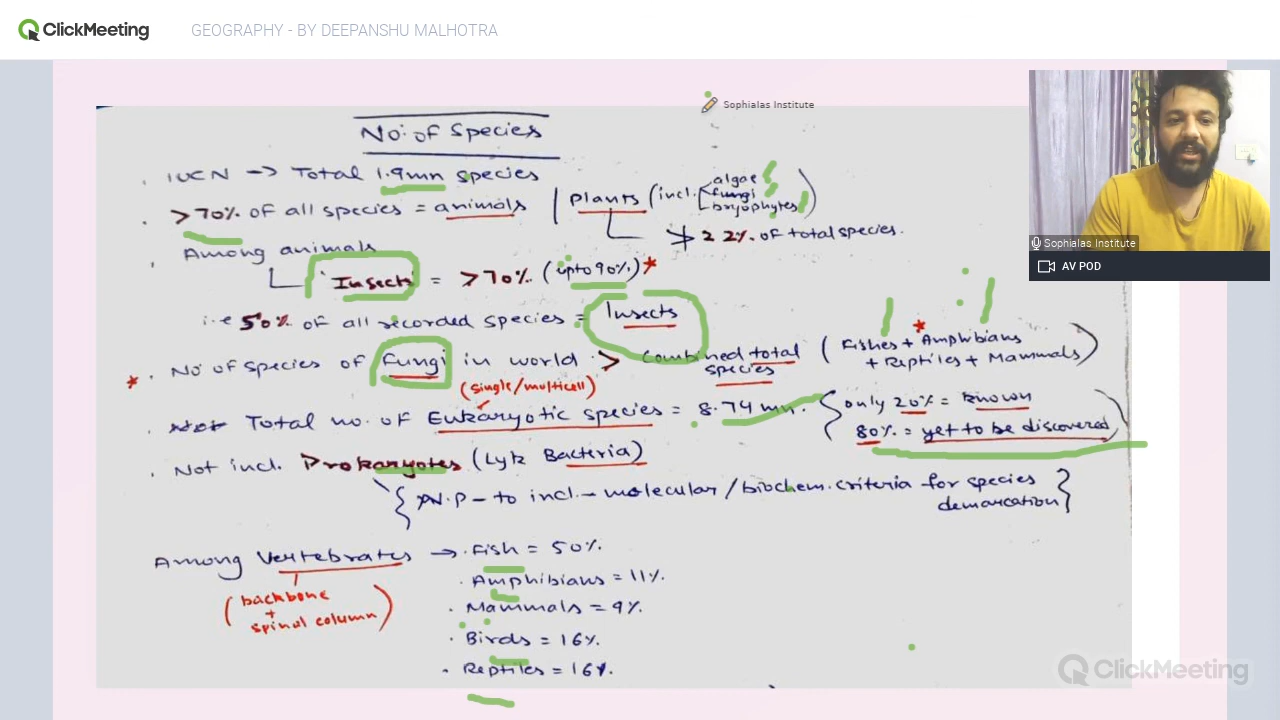 ClickMeeting
GEOGRAPHY - BY DEEPANSHU MALHOTRA
Sophialas Institute
No. of Species
. IUCN → Total 1.9mn species
. >70% of all species = animals | Plants (incl. algae fungi bryophytes)
22% of total species.
. Among animals
'Insects' = >70% (upto 90%)*
i.e 50% of all recorded species = Insects
* . No of species of Fungi in world > Combined total species (Fishes + Amphibians + Reptiles + Mammals)
(single/multicell)
. Total no. of Eukaryotic species = 8.74 mn. {only 20% = known
80% = yet to be discovered)
. Not incl. Prokaryotes (Lyk Bacteria)
{ N.P - to incl. - molecular/biochem. criteria for species demarcation }
Among Vertebrates → . Fish = 50%.
(backbone + spinal column)
. Amphibians = 11%.
. Mammals = 9%.
. Birds = 16%.
. Reptiles = 16%.
Sophialas Institute
AV POD
ClickMeeting